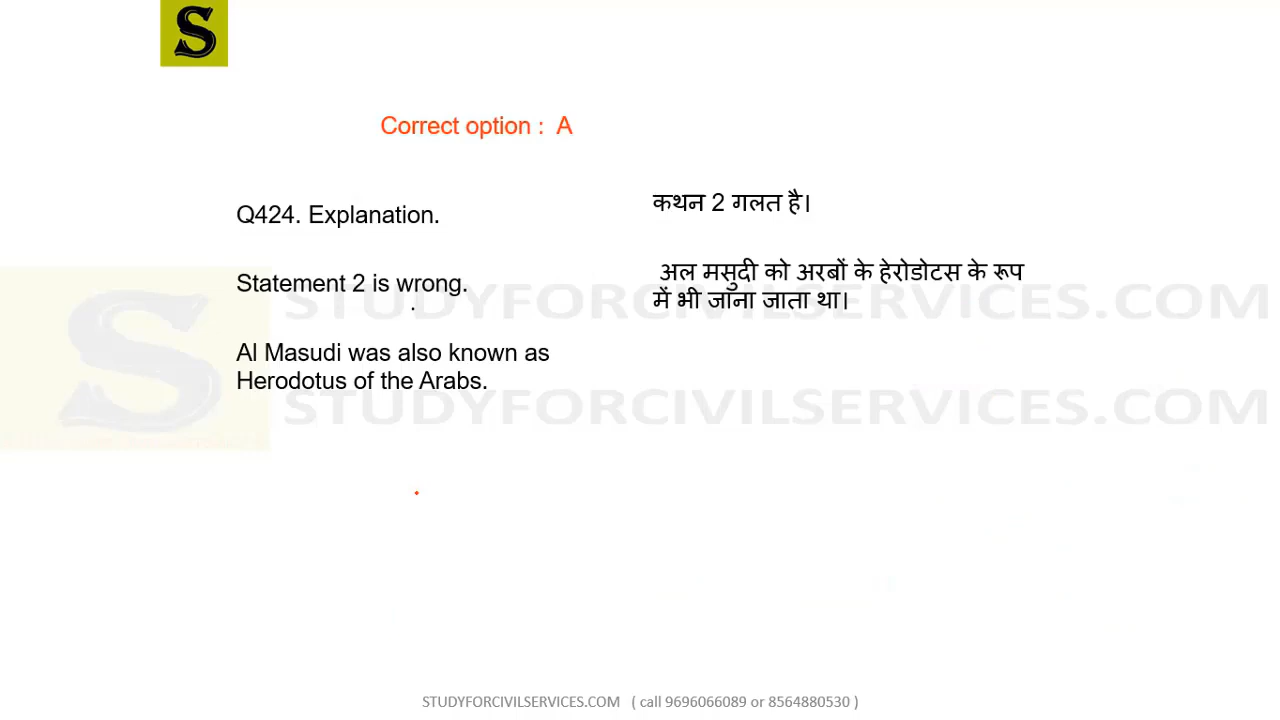 S
Correct option :  A
Q424. Explanation.
Statement 2 is wrong.
Al Masudi was also known as
Herodotus of the Arabs.
कथन 2 गलत है।
अल मसुदी को अरबों के हेरोडोटस के रूप
में भी जाना जाता था।
S
STUDYFORCIVILSERVICES.COM
STUDYFORCIVILSERVICES.COM
STUDYFORCIVILSERVICES.COM   ( call 9696066089 or 8564880530 )